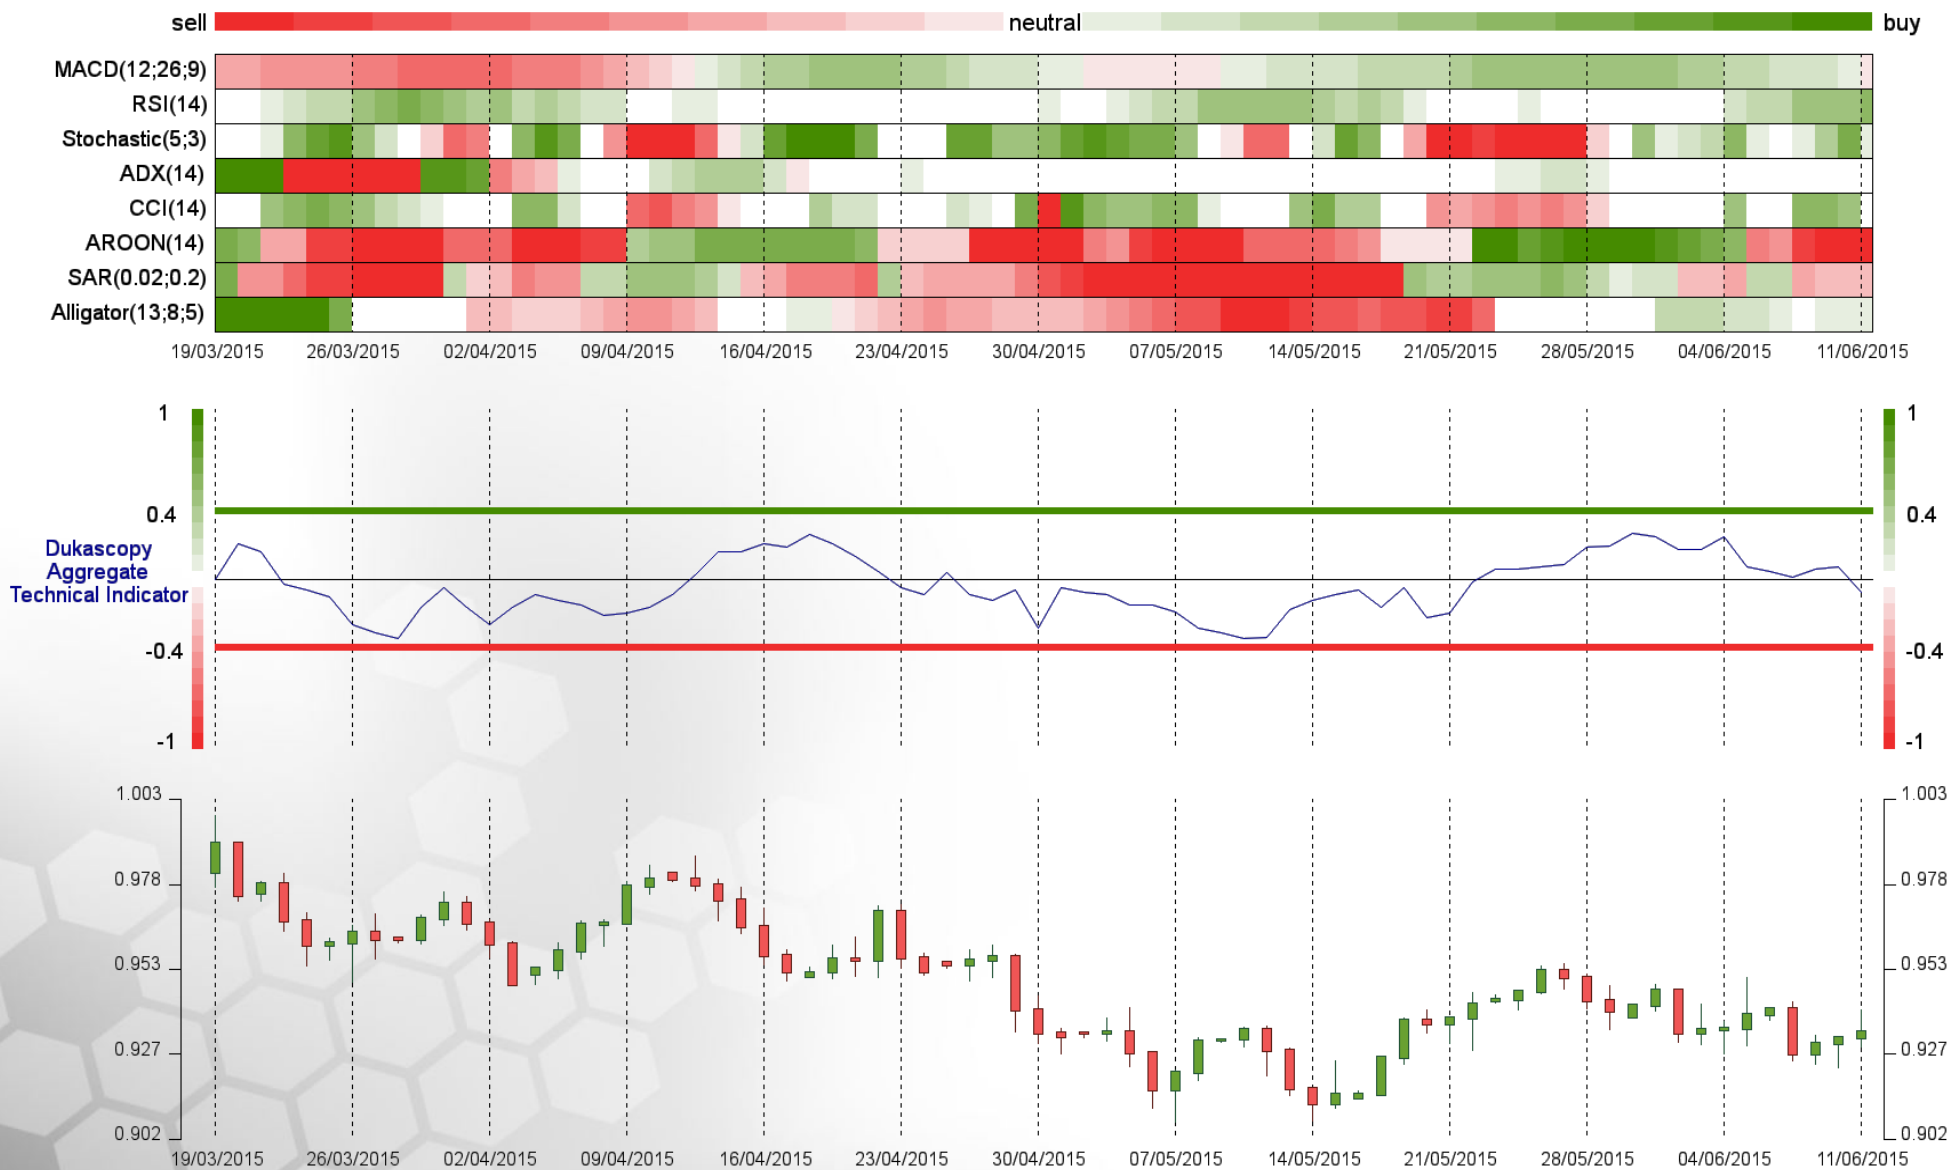 sell neutral buy
MACD(12;26;9)
RSI(14)
Stochastic(5;3)
ADX(14)
CCI(14)
AROON(14)
SAR(0.02;0.2)
Alligator(13;8;5)
19/03/2015 26/03/2015 02/04/2015 09/04/2015 16/04/2015 23/04/2015 30/04/2015 07/05/2015 14/05/2015 21/05/2015 28/05/2015 04/06/2015 11/06/2015
1 1
0.4 0.4
Dukascopy
Aggregate
Technical Indicator
-0.4 -0.4
-1 -1
1.003 1.003
0.978 0.978
0.953 0.953
0.927 0.927
0.902 0.902
19/03/2015 26/03/2015 02/04/2015 09/04/2015 16/04/2015 23/04/2015 30/04/2015 07/05/2015 14/05/2015 21/05/2015 28/05/2015 04/06/2015 11/06/2015